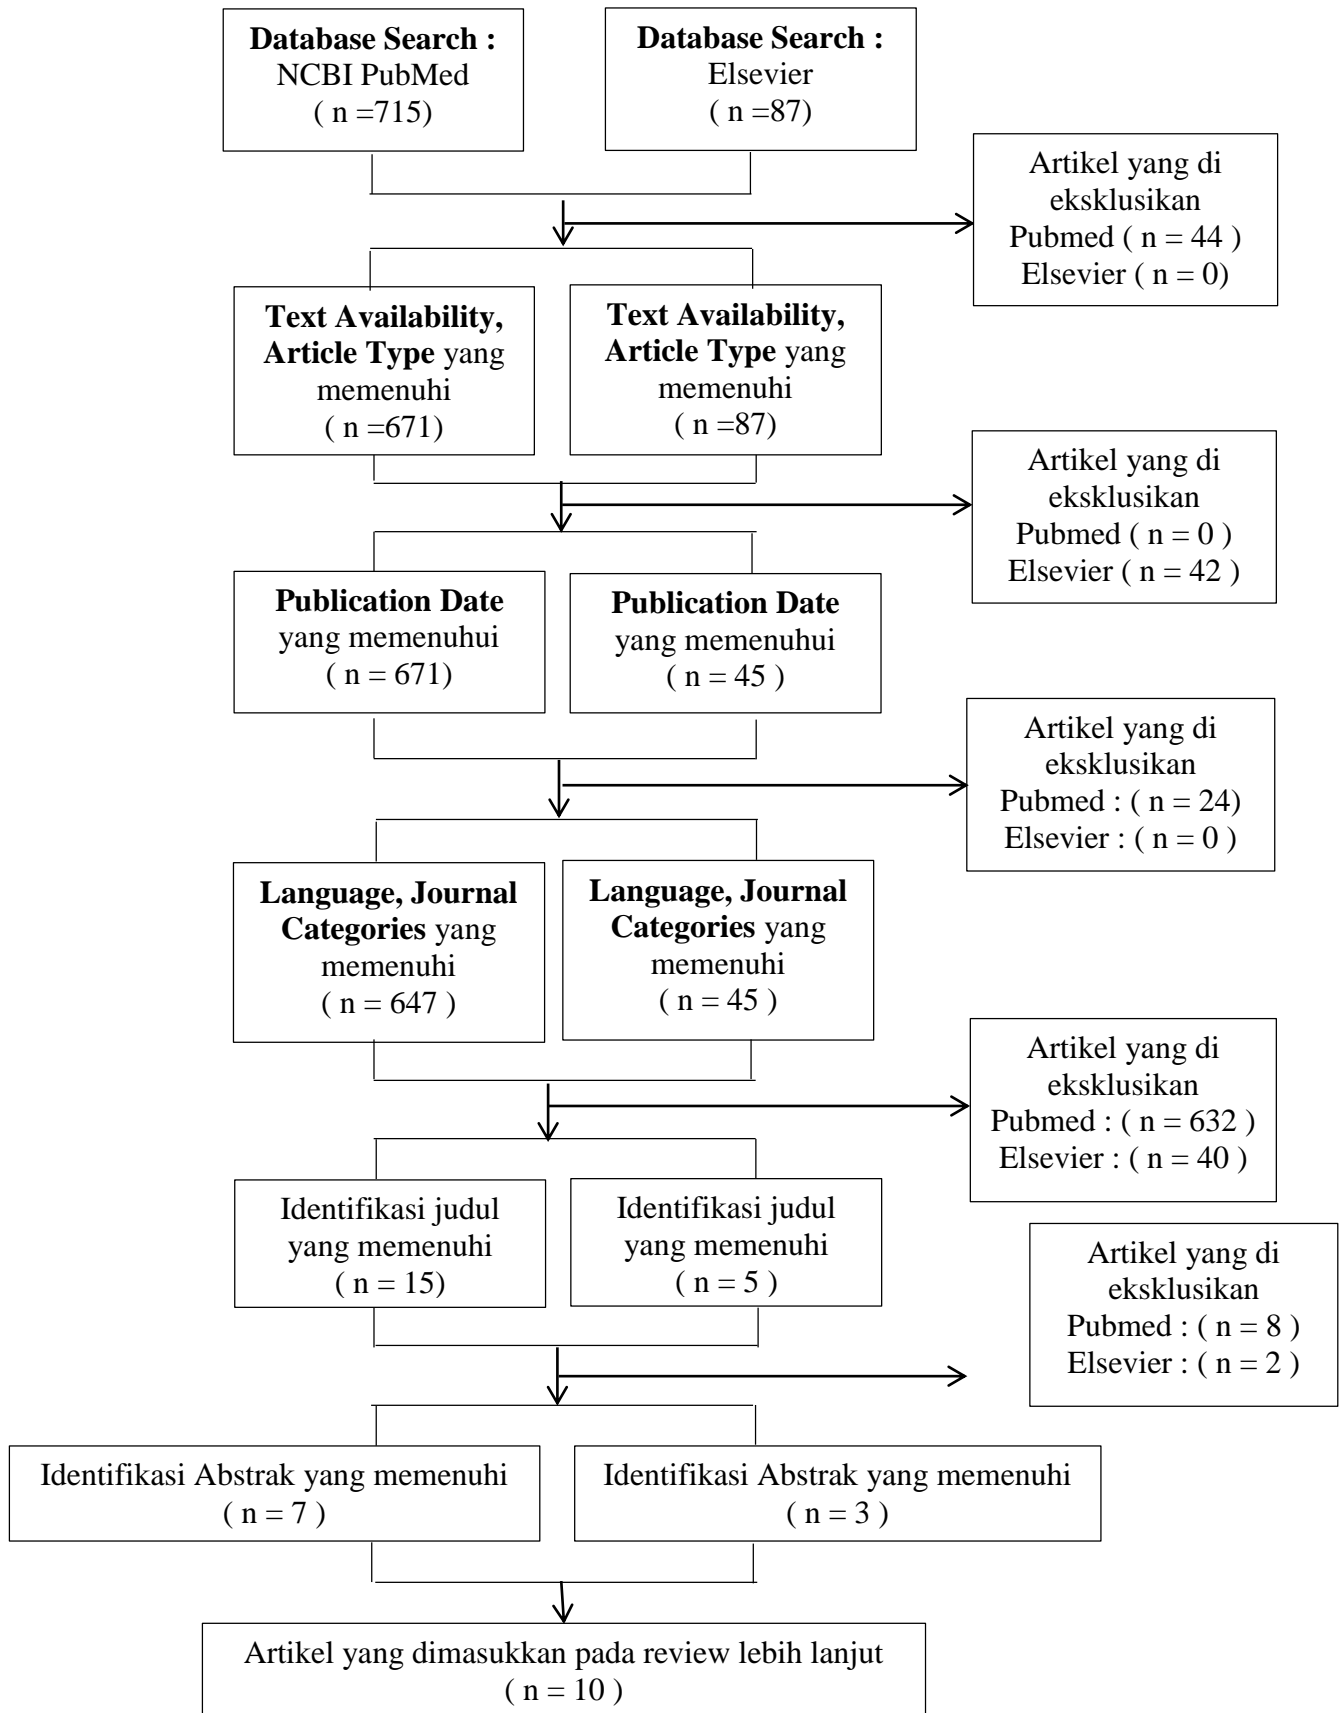 Database Search :
NCBI PubMed
( n =715)
Database Search :
Elsevier
( n =87)
Artikel yang di
eksklusikan
Pubmed ( n = 44 )
Elsevier ( n = 0)
Text Availability,
Article Type yang
memenuhi
( n =671)
Text Availability,
Article Type yang
memenuhi
( n =87)
Artikel yang di
eksklusikan
Pubmed ( n = 0 )
Elsevier ( n = 42 )
Publication Date
yang memenuhui
( n = 671)
Publication Date
yang memenuhui
( n = 45 )
Artikel yang di
eksklusikan
Pubmed : ( n = 24)
Elsevier : ( n = 0 )
Language, Journal
Categories yang
memenuhi
( n = 647 )
Language, Journal
Categories yang
memenuhi
( n = 45 )
Artikel yang di
eksklusikan
Pubmed : ( n = 632 )
Elsevier : ( n = 40 )
Identifikasi judul
yang memenuhi
( n = 15)
Identifikasi judul
yang memenuhi
( n = 5 )
Artikel yang di
eksklusikan
Pubmed : ( n = 8 )
Elsevier : ( n = 2 )
Identifikasi Abstrak yang memenuhi
( n = 7 )
Identifikasi Abstrak yang memenuhi
( n = 3 )
Artikel yang dimasukkan pada review lebih lanjut
( n = 10 )